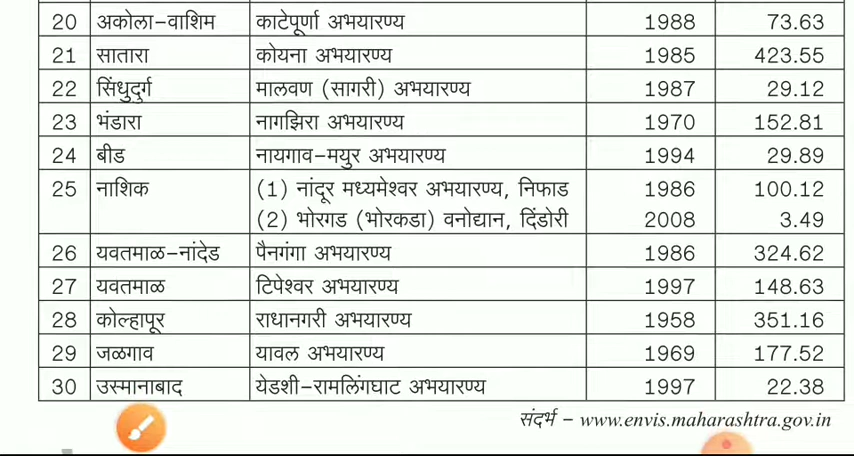 20 अकोला-वाशिम काटेपूर्णा अभयारण्य 1988 73.63
21 सातारा कोयना अभयारण्य 1985 423.55
22 सिंधुदुर्ग मालवण (सागरी) अभयारण्य 1987 29.12
23 भंडारा नागझिरा अभयारण्य 1970 152.81
24 बीड नायगाव-मयुर अभयारण्य 1994 29.89
25 नाशिक (1) नांदूर मध्यमेश्वर अभयारण्य, निफाड 1986 100.12
(2) भोरगड (भोरकडा) वनोद्यान, दिंडोरी 2008 3.49
26 यवतमाळ-नांदेड पैनगंगा अभयारण्य 1986 324.62
27 यवतमाळ टिपेश्वर अभयारण्य 1997 148.63
28 कोल्हापूर राधानगरी अभयारण्य 1958 351.16
29 जळगाव यावल अभयारण्य 1969 177.52
30 उस्मानाबाद येडशी-रामलिंगघाट अभयारण्य 1997 22.38
संदर्भ - www.envis.maharashtra.gov.in